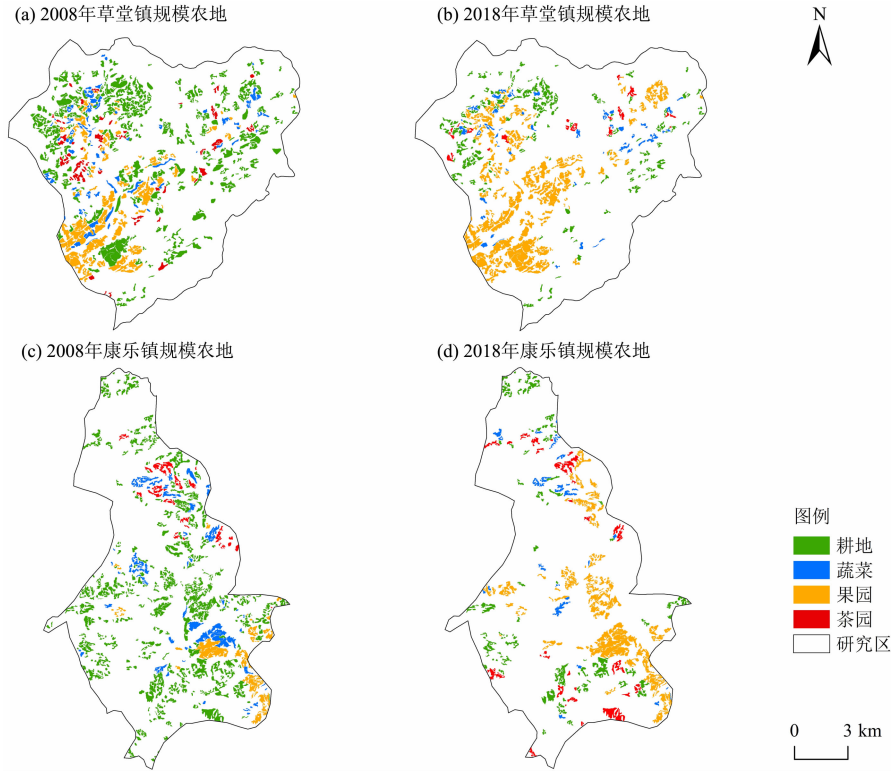 (a) 2008年草堂镇规模农地
(b) 2018年草堂镇规模农地
N
(c) 2008年康乐镇规模农地
(d) 2018年康乐镇规模农地
图例
耕地
蔬菜
果园
茶园
研究区
0 3 km